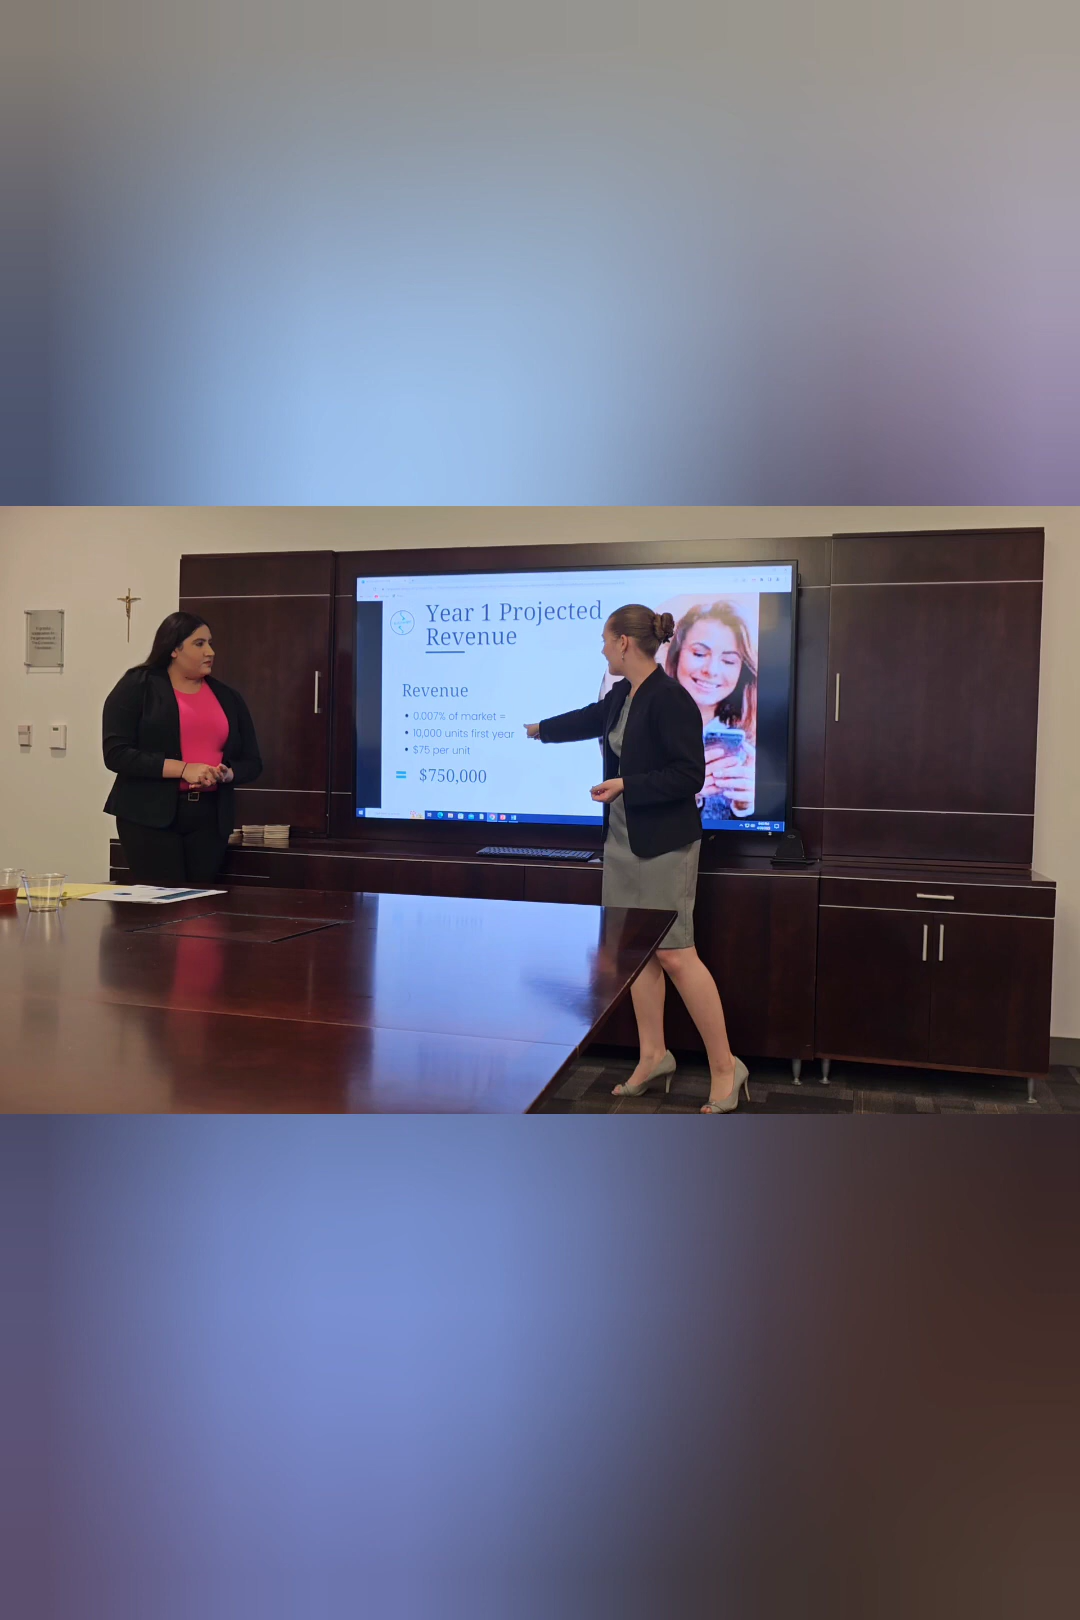 Year 1 Projected
Revenue
Revenue
• 0.007% of market =
• 10,000 units first year
• $75 per unit
= $750,000